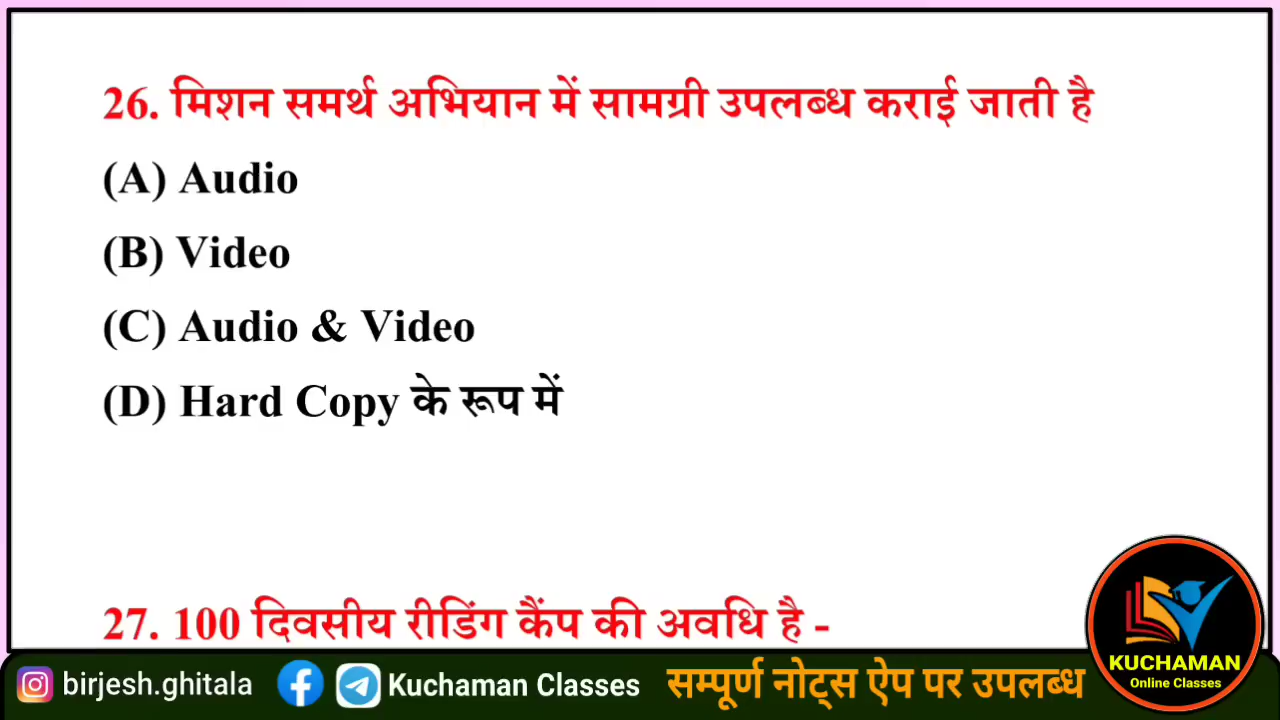 26. मिशन समर्थ अभियान में सामग्री उपलब्ध कराई जाती है
(A) Audio
(B) Video
(C) Audio & Video
(D) Hard Copy के रूप में
27. 100 दिवसीय रीडिंग कैंप की अवधि है -
KUCHAMAN
Online Classes
birjesh.ghitala
Kuchaman Classes
सम्पूर्ण नोट्स ऐप पर उपलब्ध